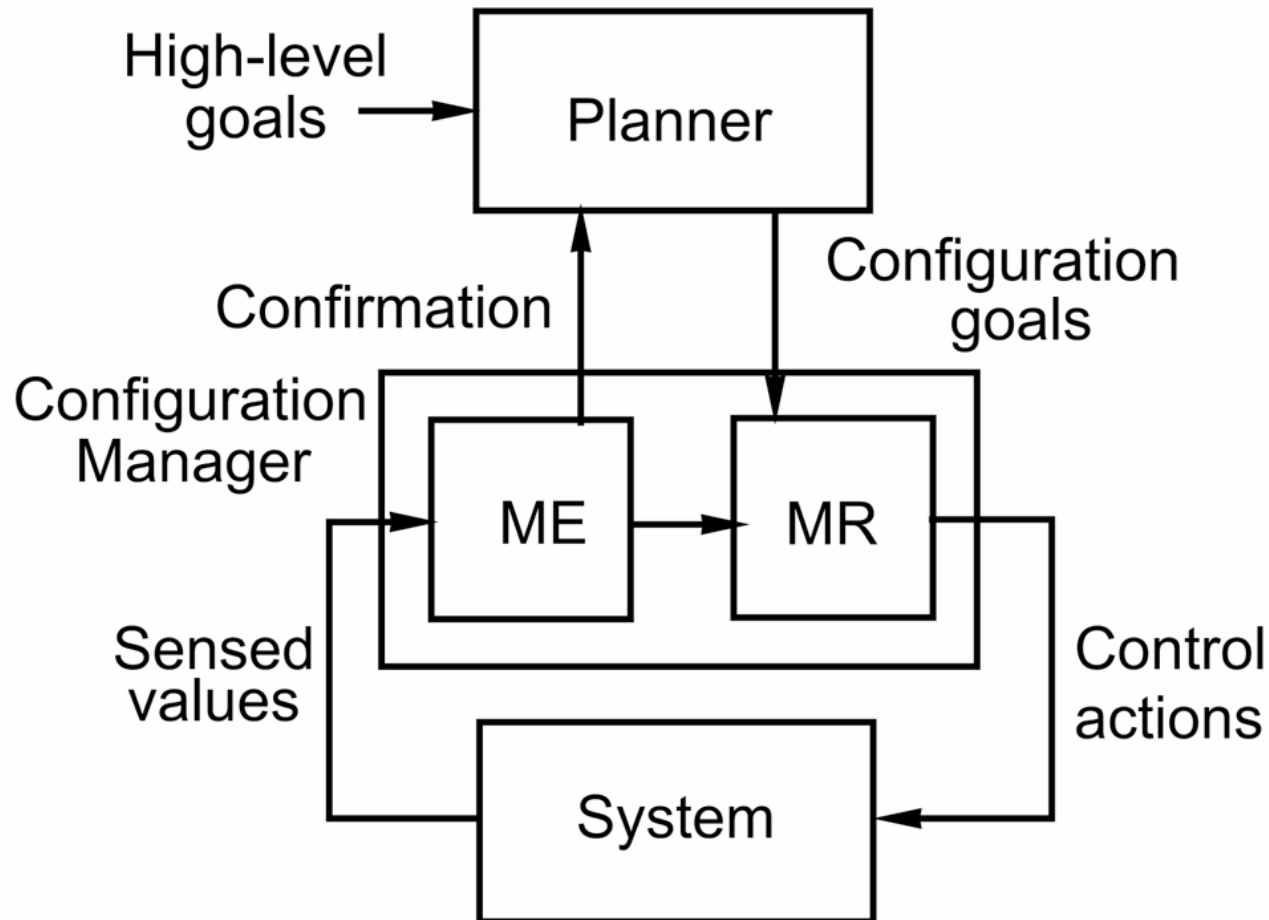 High-level
goals
Planner
Confirmation
Configuration
goals
Configuration
Manager
ME
MR
Sensed
values
Control
actions
System